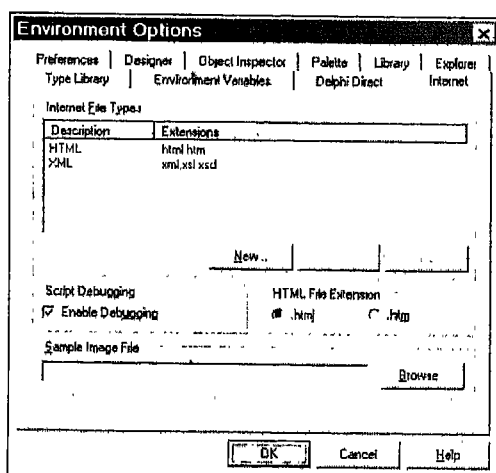 Environment Options
Preferences Designer Object Inspector Palette Library Explorer
Type Library Environment Variables Delphi Direct Internet
Internet File Types
Description Extensions
HTML html htm
XML xml,xsl xsd
New..
Script Debugging HTML File Extension
Enable Debugging .html .htm
Sample Image File
Browse
OK Cancel Help